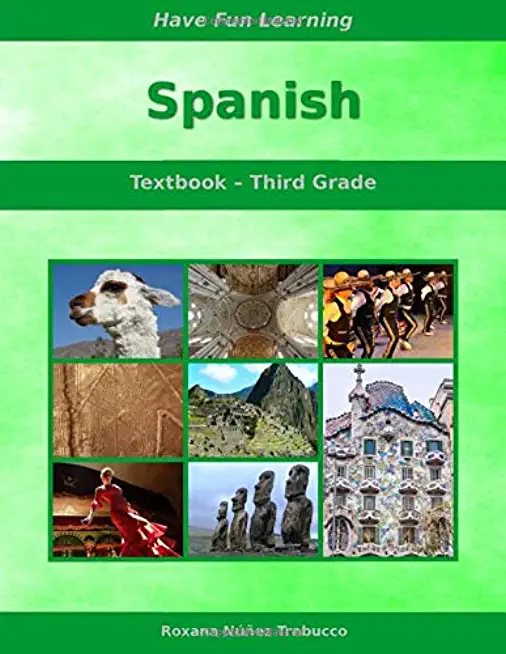 Have Fun Learning
Spanish
Textbook – Third Grade
Roxana Núñez Trabucco